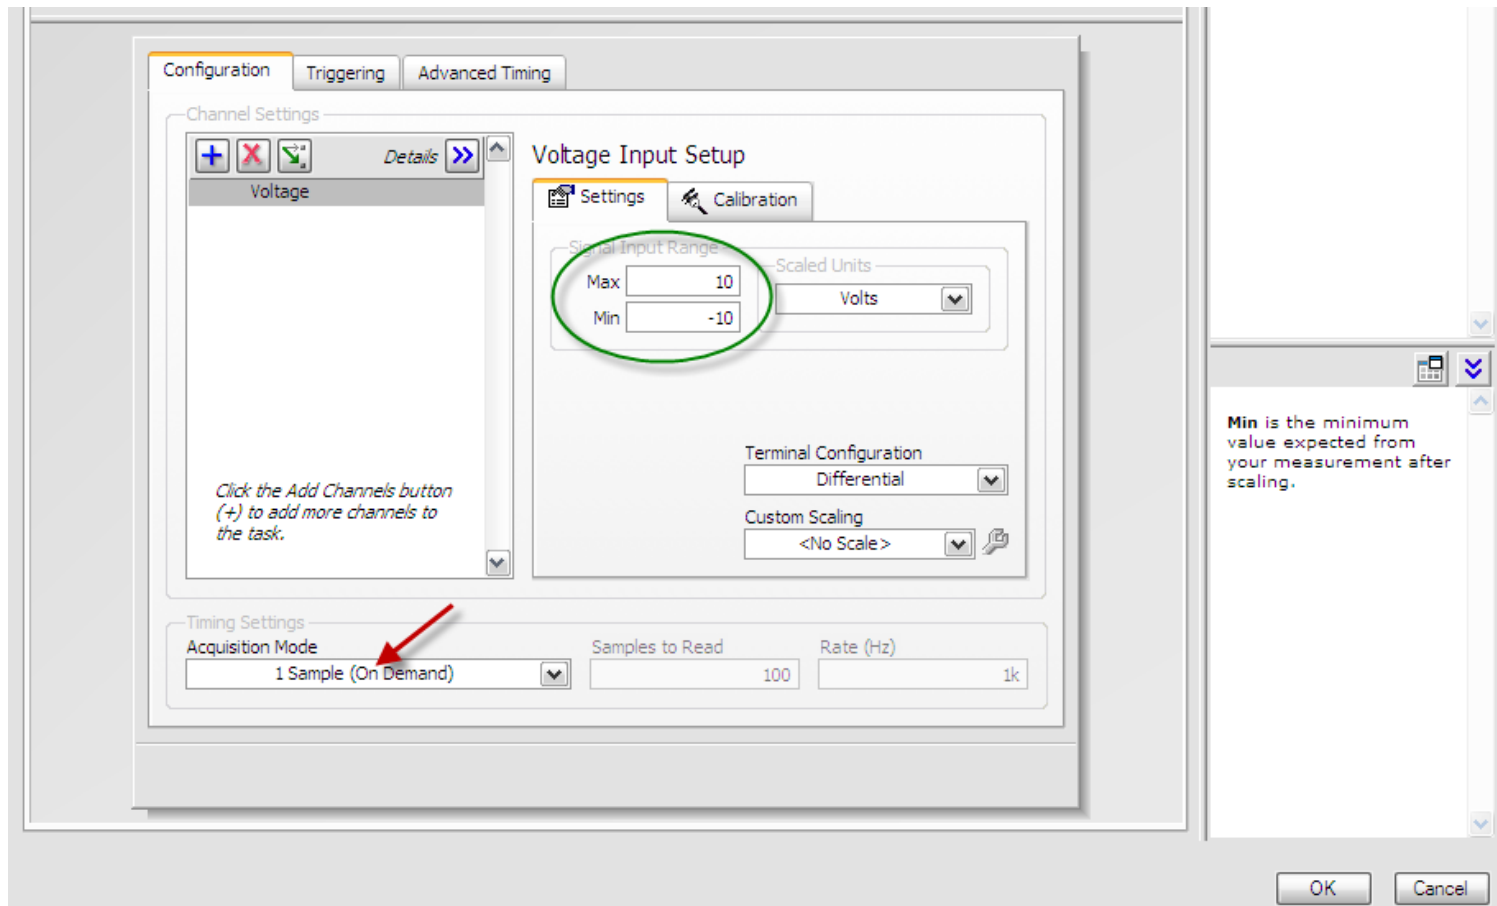 Configuration
Triggering
Advanced Timing
Channel Settings
Details
Voltage
Click the Add Channels button
(+) to add more channels to
the task.
Voltage Input Setup
Settings
Calibration
Signal Input Range
Max 10
Min -10
Scaled Units
Volts
Terminal Configuration
Differential
Custom Scaling
<No Scale>
Timing Settings
Acquisition Mode
1 Sample (On Demand)
Samples to Read
100
Rate (Hz)
1k
Min is the minimum
value expected from
your measurement after
scaling.
OK
Cancel